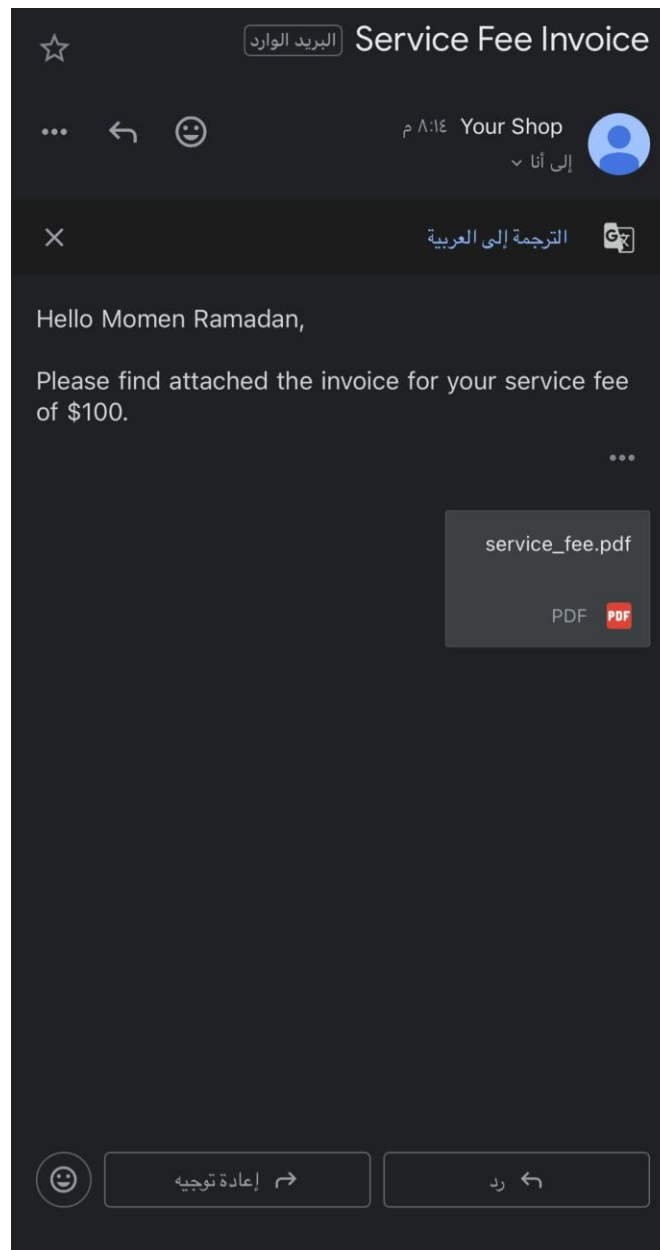 Service Fee Invoice البريد الوارد
Your Shop ٨:١٤ م
إلى أنا
الترجمة إلى العربية
Hello Momen Ramadan,
Please find attached the invoice for your service fee
of $100.
service_fee.pdf
PDF PDF
رد
إعادة توجيه